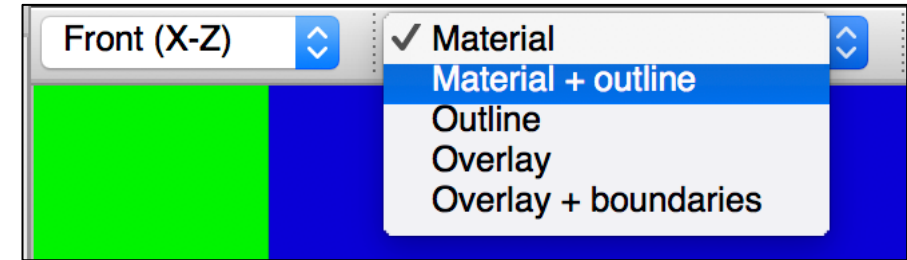 Front (X-Z)
✓ Material
Material + outline
Outline
Overlay
Overlay + boundaries